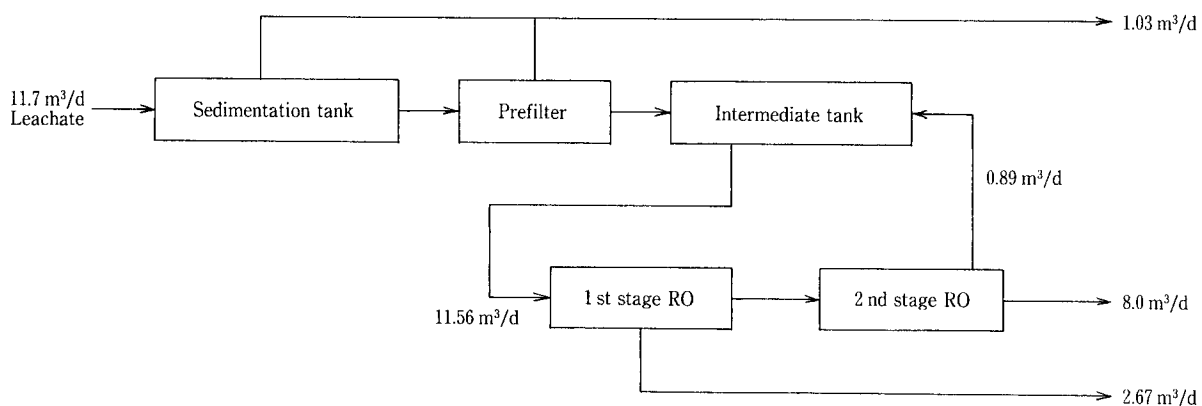 1.03 m³/d
11.7 m³/d
Leachate
Sedimentation tank
Prefilter
Intermediate tank
0.89 m³/d
11.56 m³/d
1 st stage RO
2 nd stage RO
8.0 m³/d
2.67 m³/d